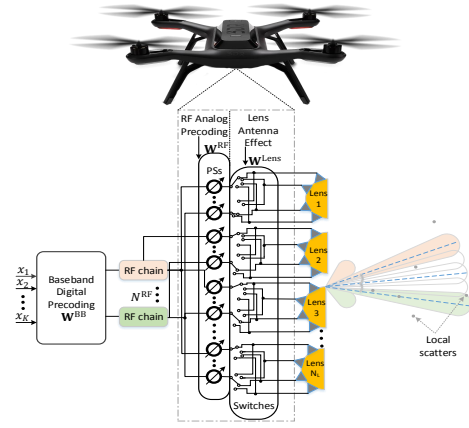 RF Analog
Precoding
W^RF
Lens
Antenna
Effect
W^Lens
PSs
Lens
1
Lens
2
Lens
3
Lens
N_L
x_1
x_2
x_K
Baseband
Digital
Precoding
W^BB
RF chain
N^RF
RF chain
Switches
Local
scatters